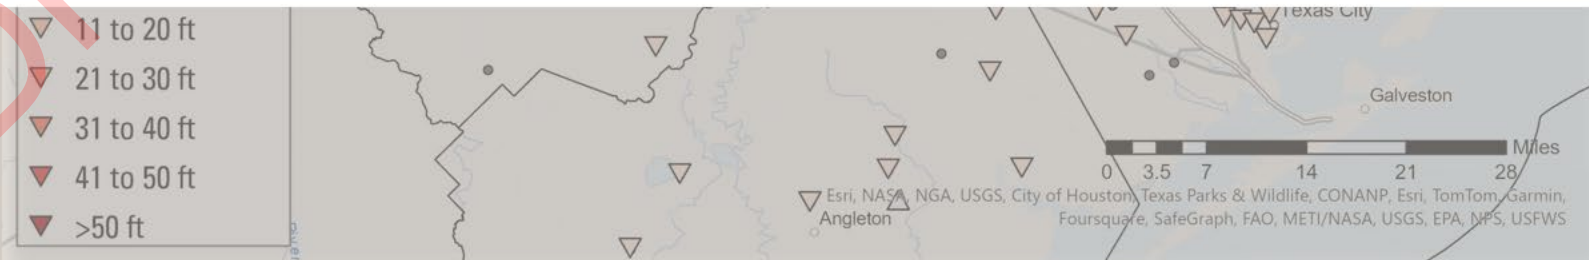 11 to 20 ft
21 to 30 ft
31 to 40 ft
41 to 50 ft
>50 ft
Texas City
Galveston
Miles
0 3.5 7 14 21 28
Esri, NASA, NGA, USGS, City of Houston, Texas Parks & Wildlife, CONANP, Esri, TomTom, Garmin,
Foursquare, SafeGraph, FAO, METI/NASA, USGS, EPA, NPS, USFWS
Angleton